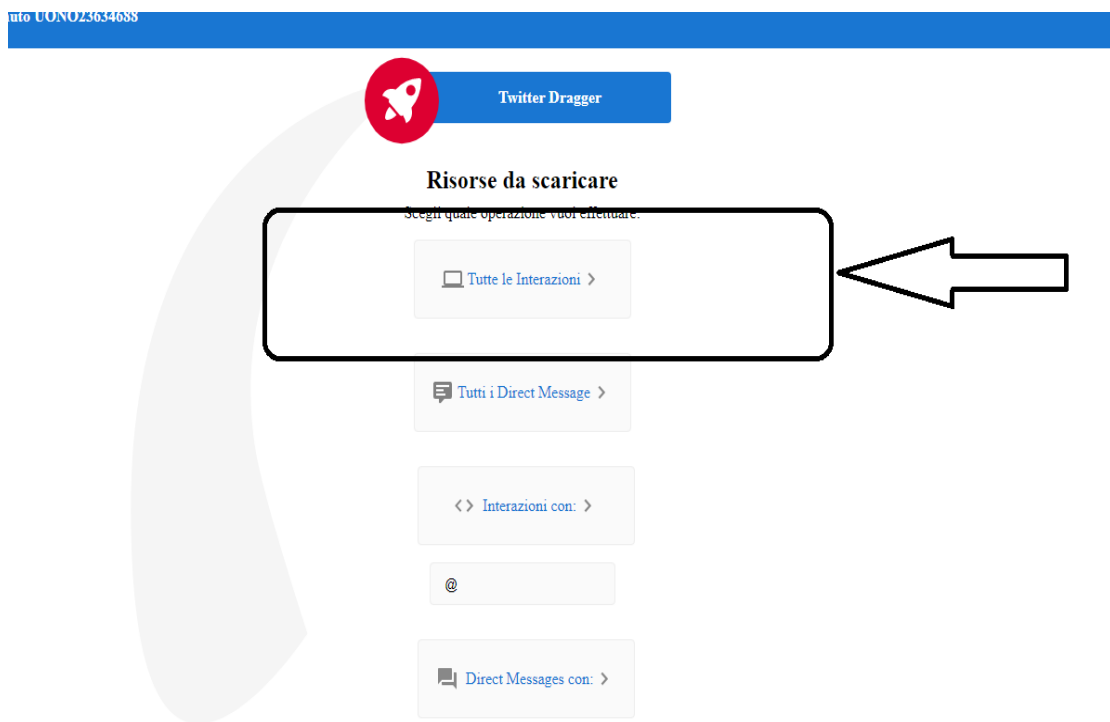 uto UONO23634688
Twitter Dragger
Risorse da scaricare
Scegli quale operazione vuoi effettuare:
Tutte le Interazioni
Tutti i Direct Message
Interazioni con:
@
Direct Messages con: